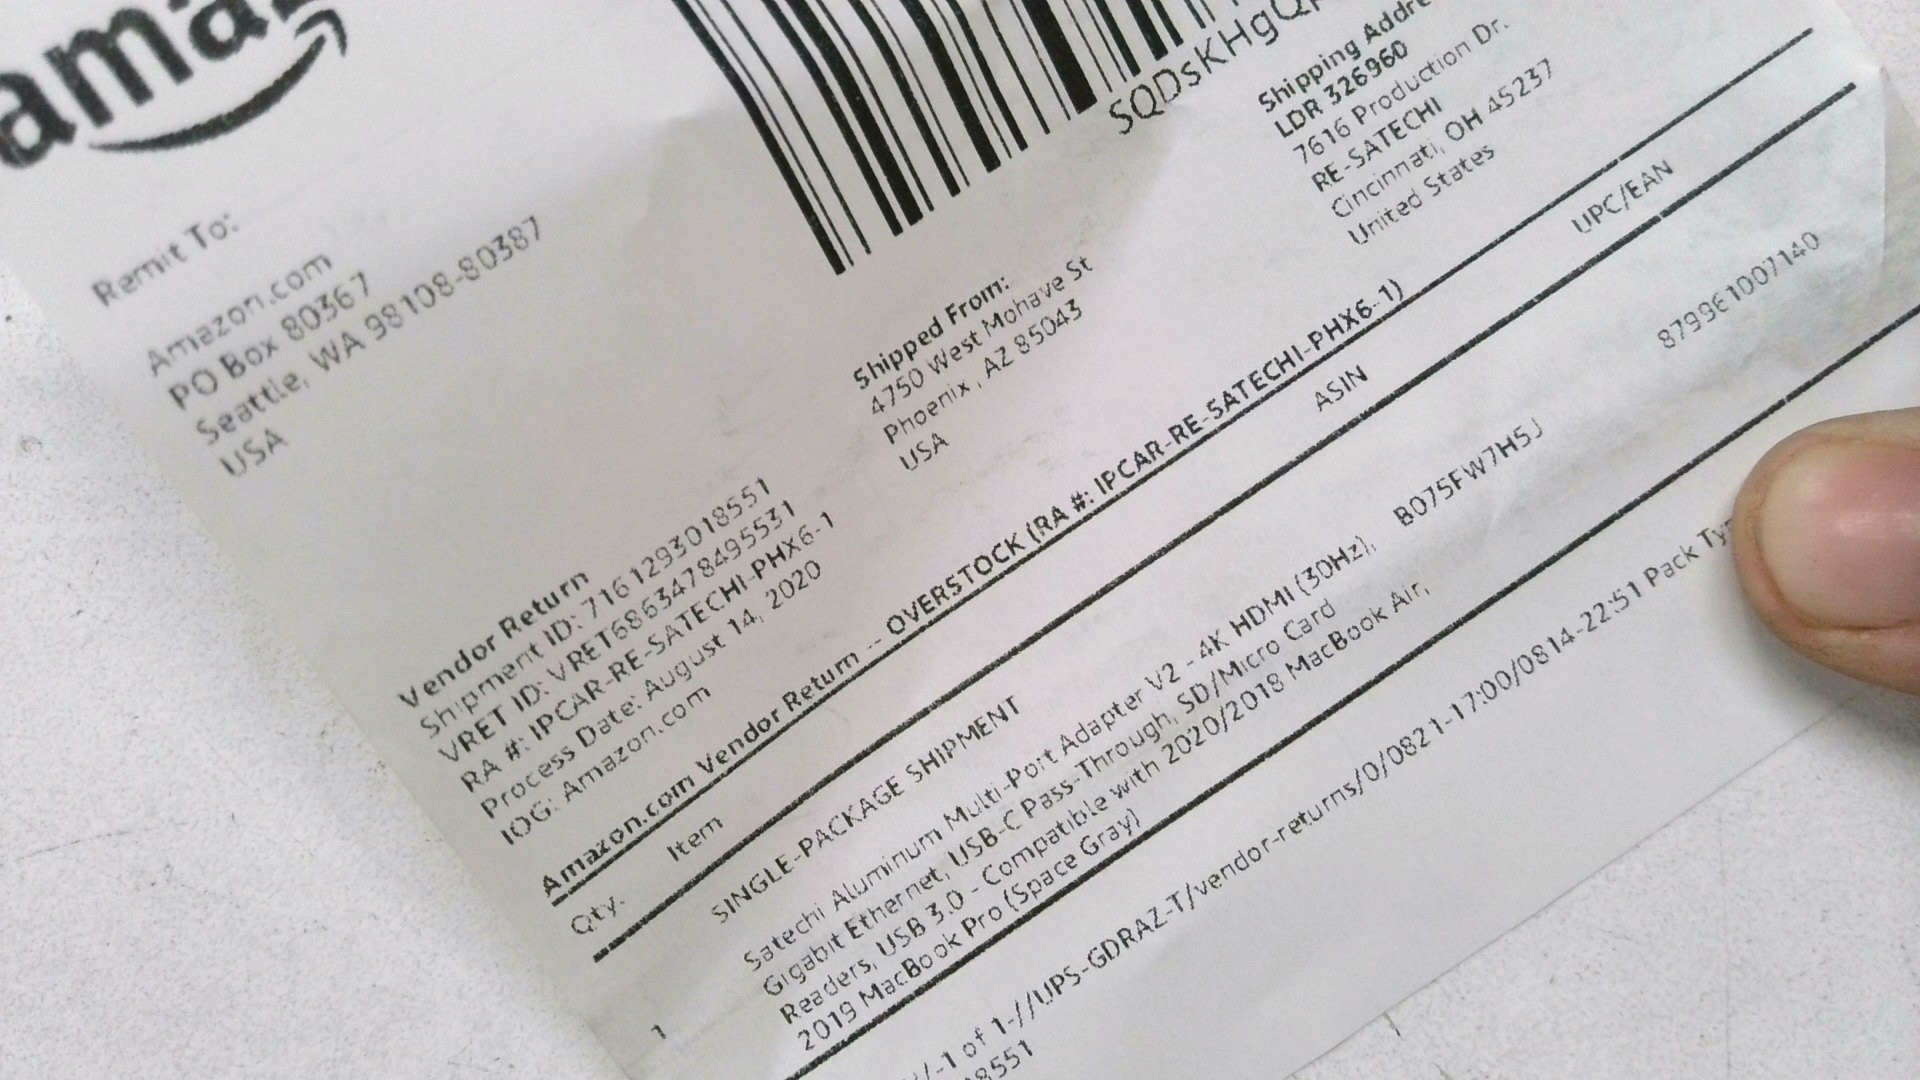 Remit To:
Amazon.com
PO Box 80367
Seattle, WA 98108-80387
USA
Shipping
LDR 326960
7616 Production Dr.
RE-SATECHI
Cincinnati, OH 45237
United States
Shipped From:
4750 West Mohave St
Phoenix, AZ 85043
USA
Vendor Return
Shipment ID: 7161293018551
VRET ID: VRET6863478495531
RA #: IPCAR-RE-SATECHI-PHX6-1
Process Date: August 14, 2020
IOG: Amazon.com
Amazon.com Vendor Return -- OVERSTOCK (RA #: IPCAR-RE-SATECHI-PHX6-1)
Qty. Item ASIN UPC/EAN
SINGLE-PACKAGE SHIPMENT
1 Satechi Aluminum Multi-Port Adapter V2 - 4K HDMI (30Hz), B075FW7H5J 879961007140
Gigabit Ethernet, USB-C Pass-Through, SD/Micro Card
Readers, USB 3.0 - Compatible with 2020/2018 MacBook Air,
2019 MacBook Pro (Space Gray)
/-1 of 1-//UPS-GDRAZ-T/vendor-returns/0/0821-17:00/0814-22:51 Pack
8551